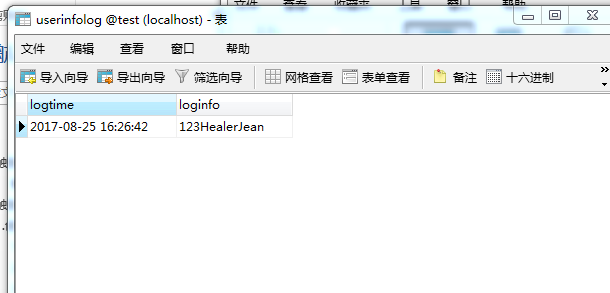 userinfolog @test (localhost) - 表
文件 编辑 查看 窗口 帮助
导入向导 导出向导 筛选向导 网格查看 表单查看 备注 十六进制
logtime loginfo
2017-08-25 16:26:42 123HealerJean